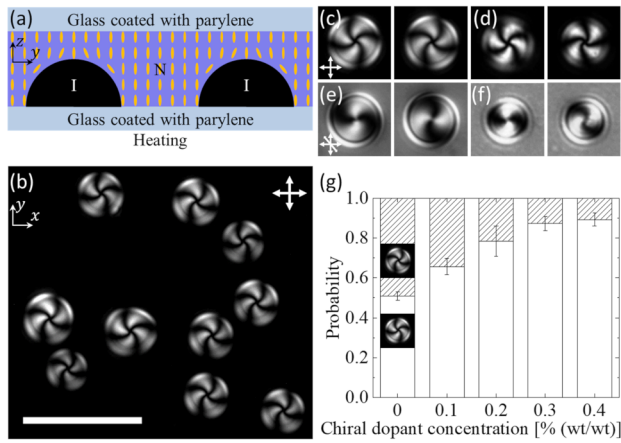 (a)
Glass coated with parylene
z
y
N
I
I
Glass coated with parylene
Heating
(b)
y
x
(c)
(d)
(e)
(f)
(g)
1.0
0.8
0.6
0.4
0.2
0.0
Probability
0
0.1
0.2
0.3
0.4
Chiral dopant concentration [% (wt/wt)]